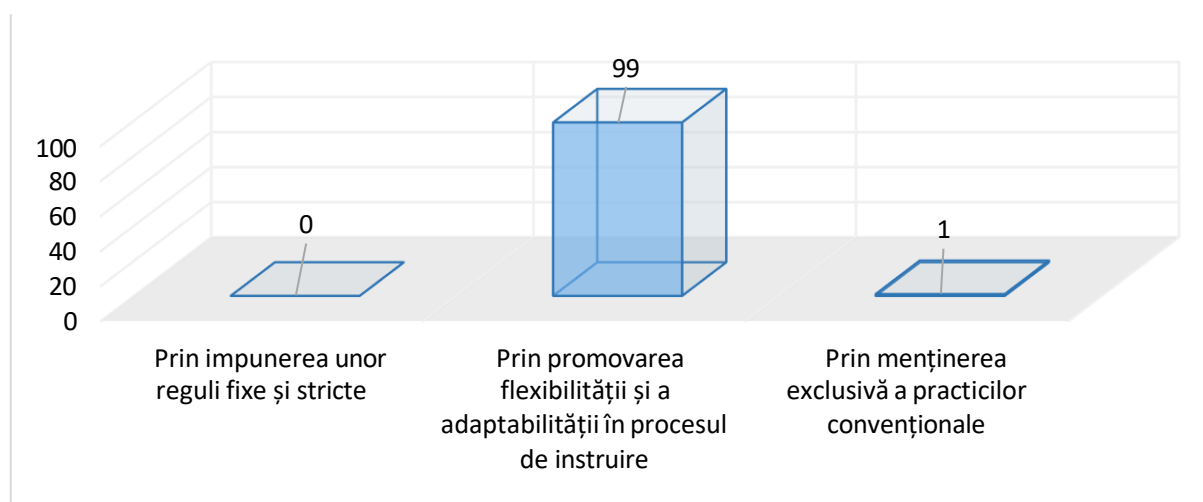 99
100
80
60
40
20
0
0
1
Prin impunerea unor
reguli fixe și stricte
Prin promovarea
flexibilității și a
adaptabilității în procesul
de instruire
Prin menținerea
exclusivă a practicilor
convenționale